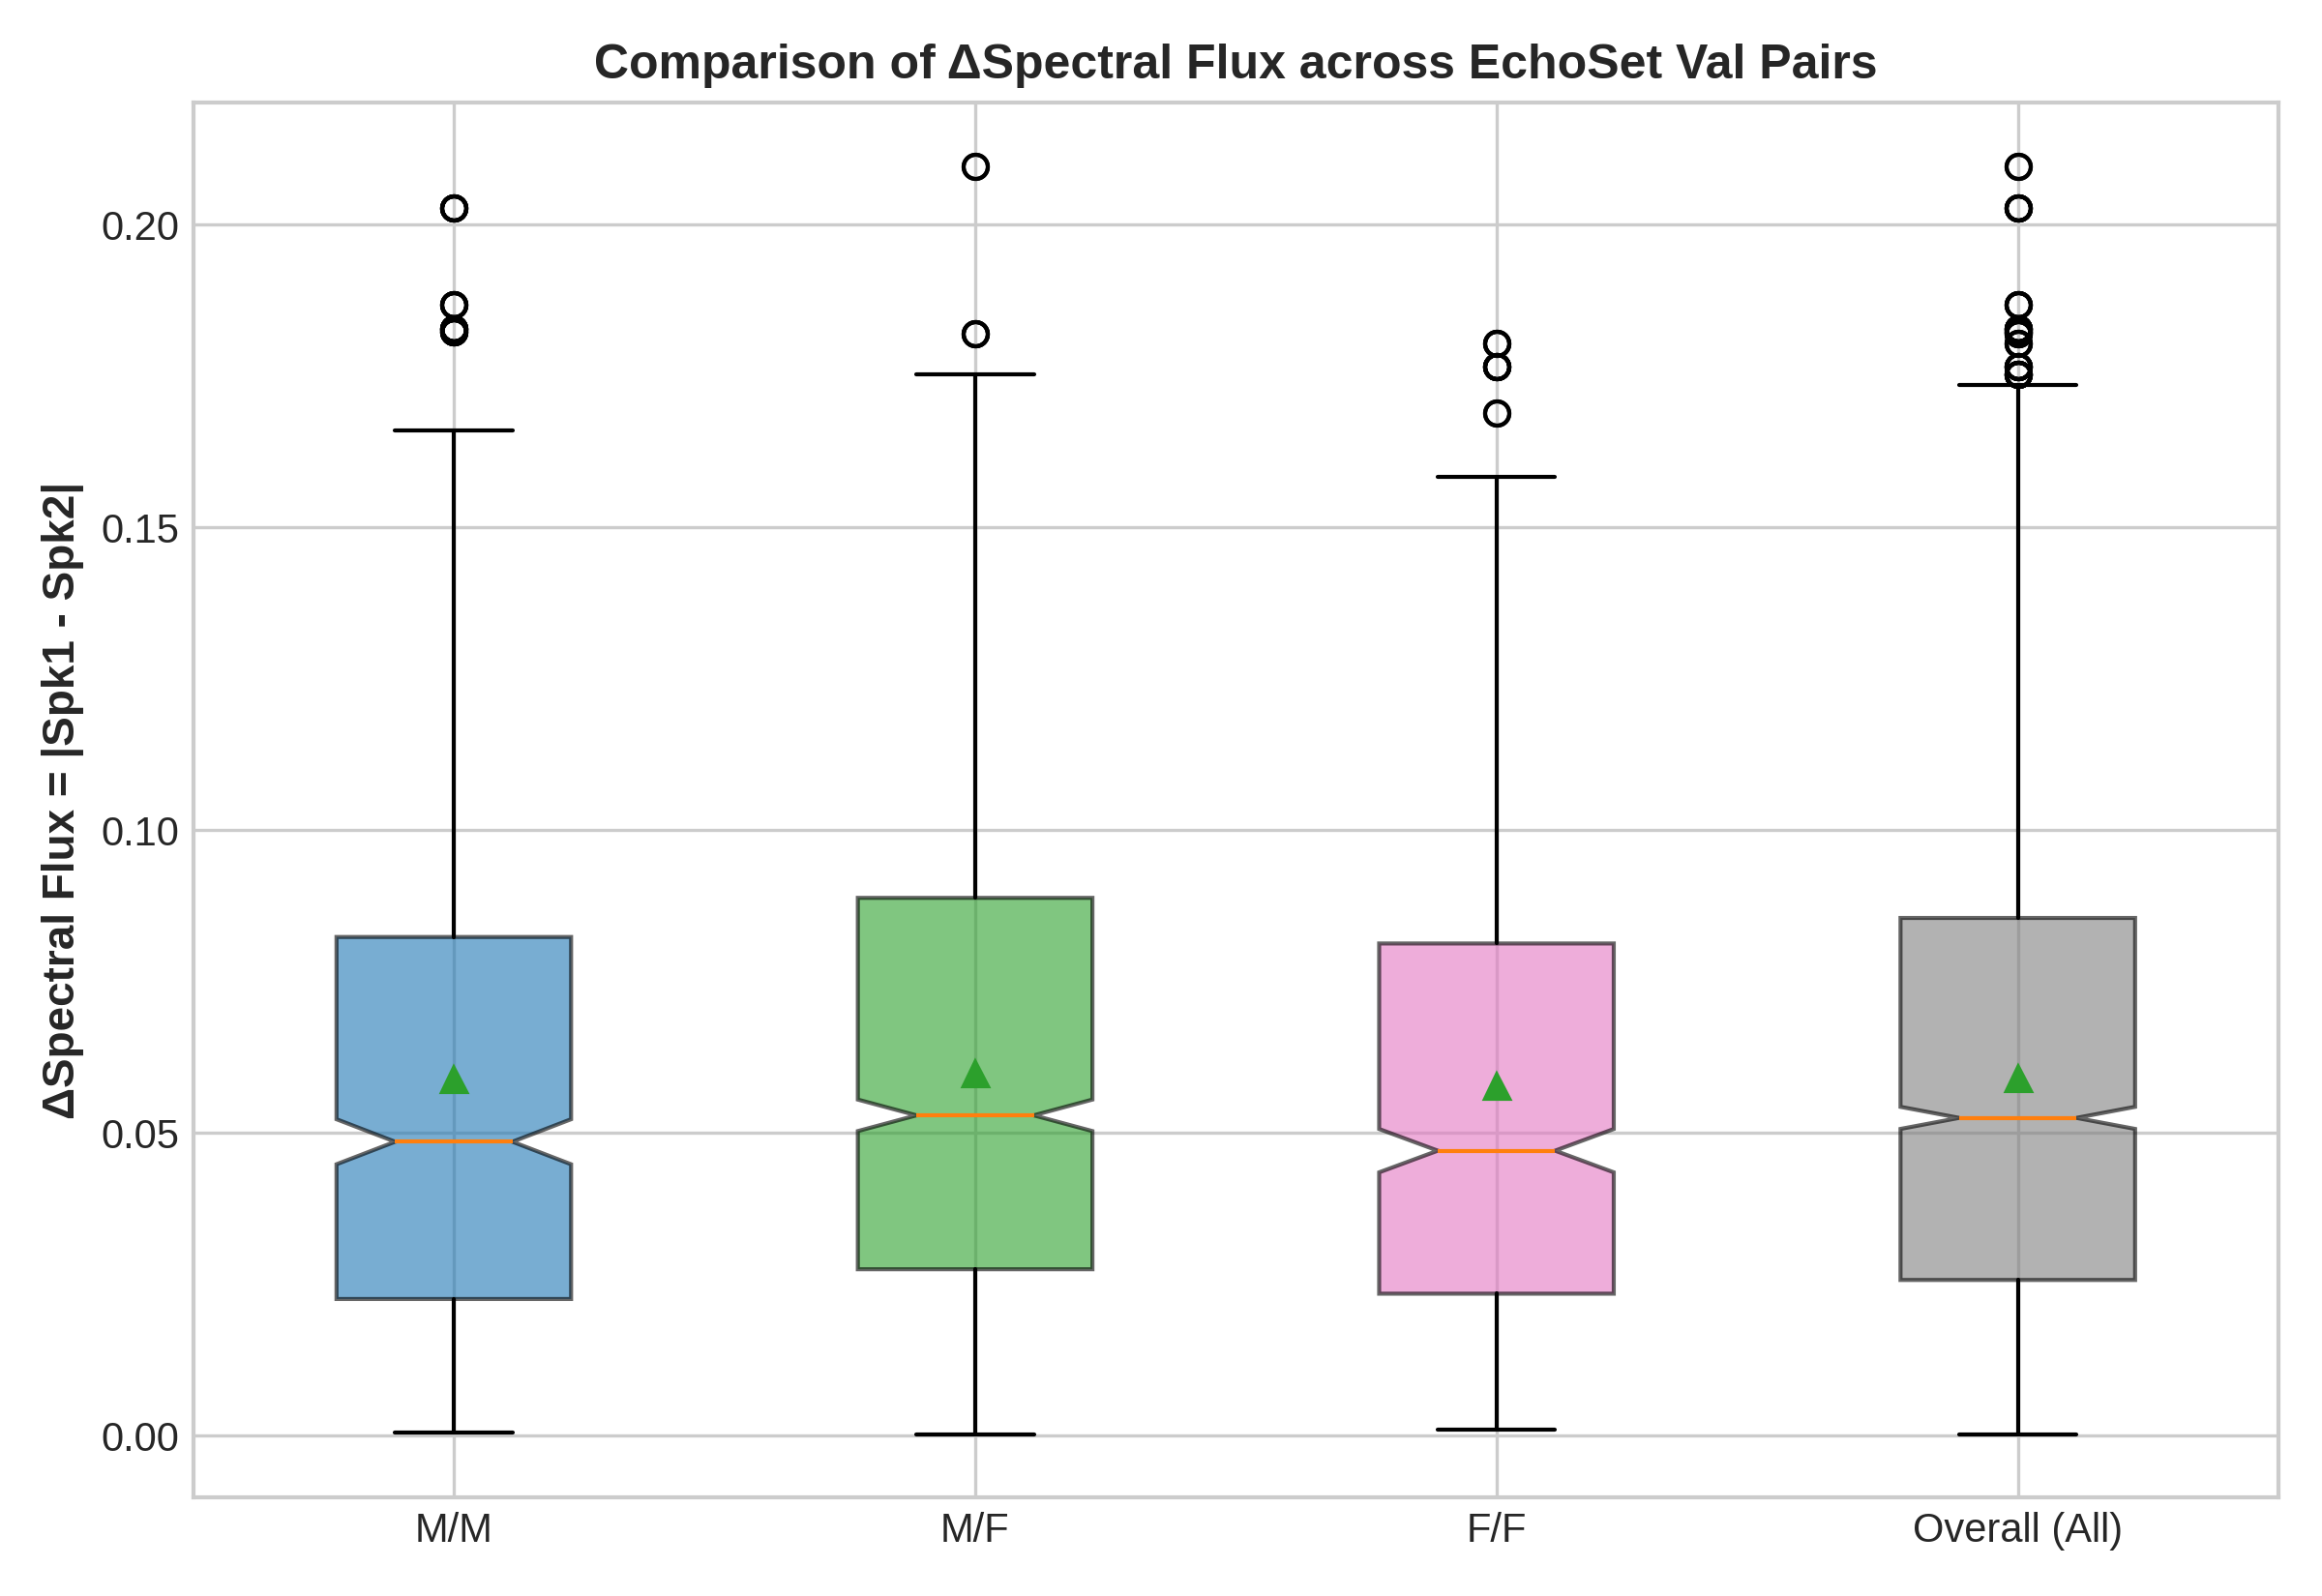 Comparison of ΔSpectral Flux across EchoSet Val Pairs
ΔSpectral Flux = |Spk1 - Spk2|
0.20
0.15
0.10
0.05
0.00
M/M
M/F
F/F
Overall (All)